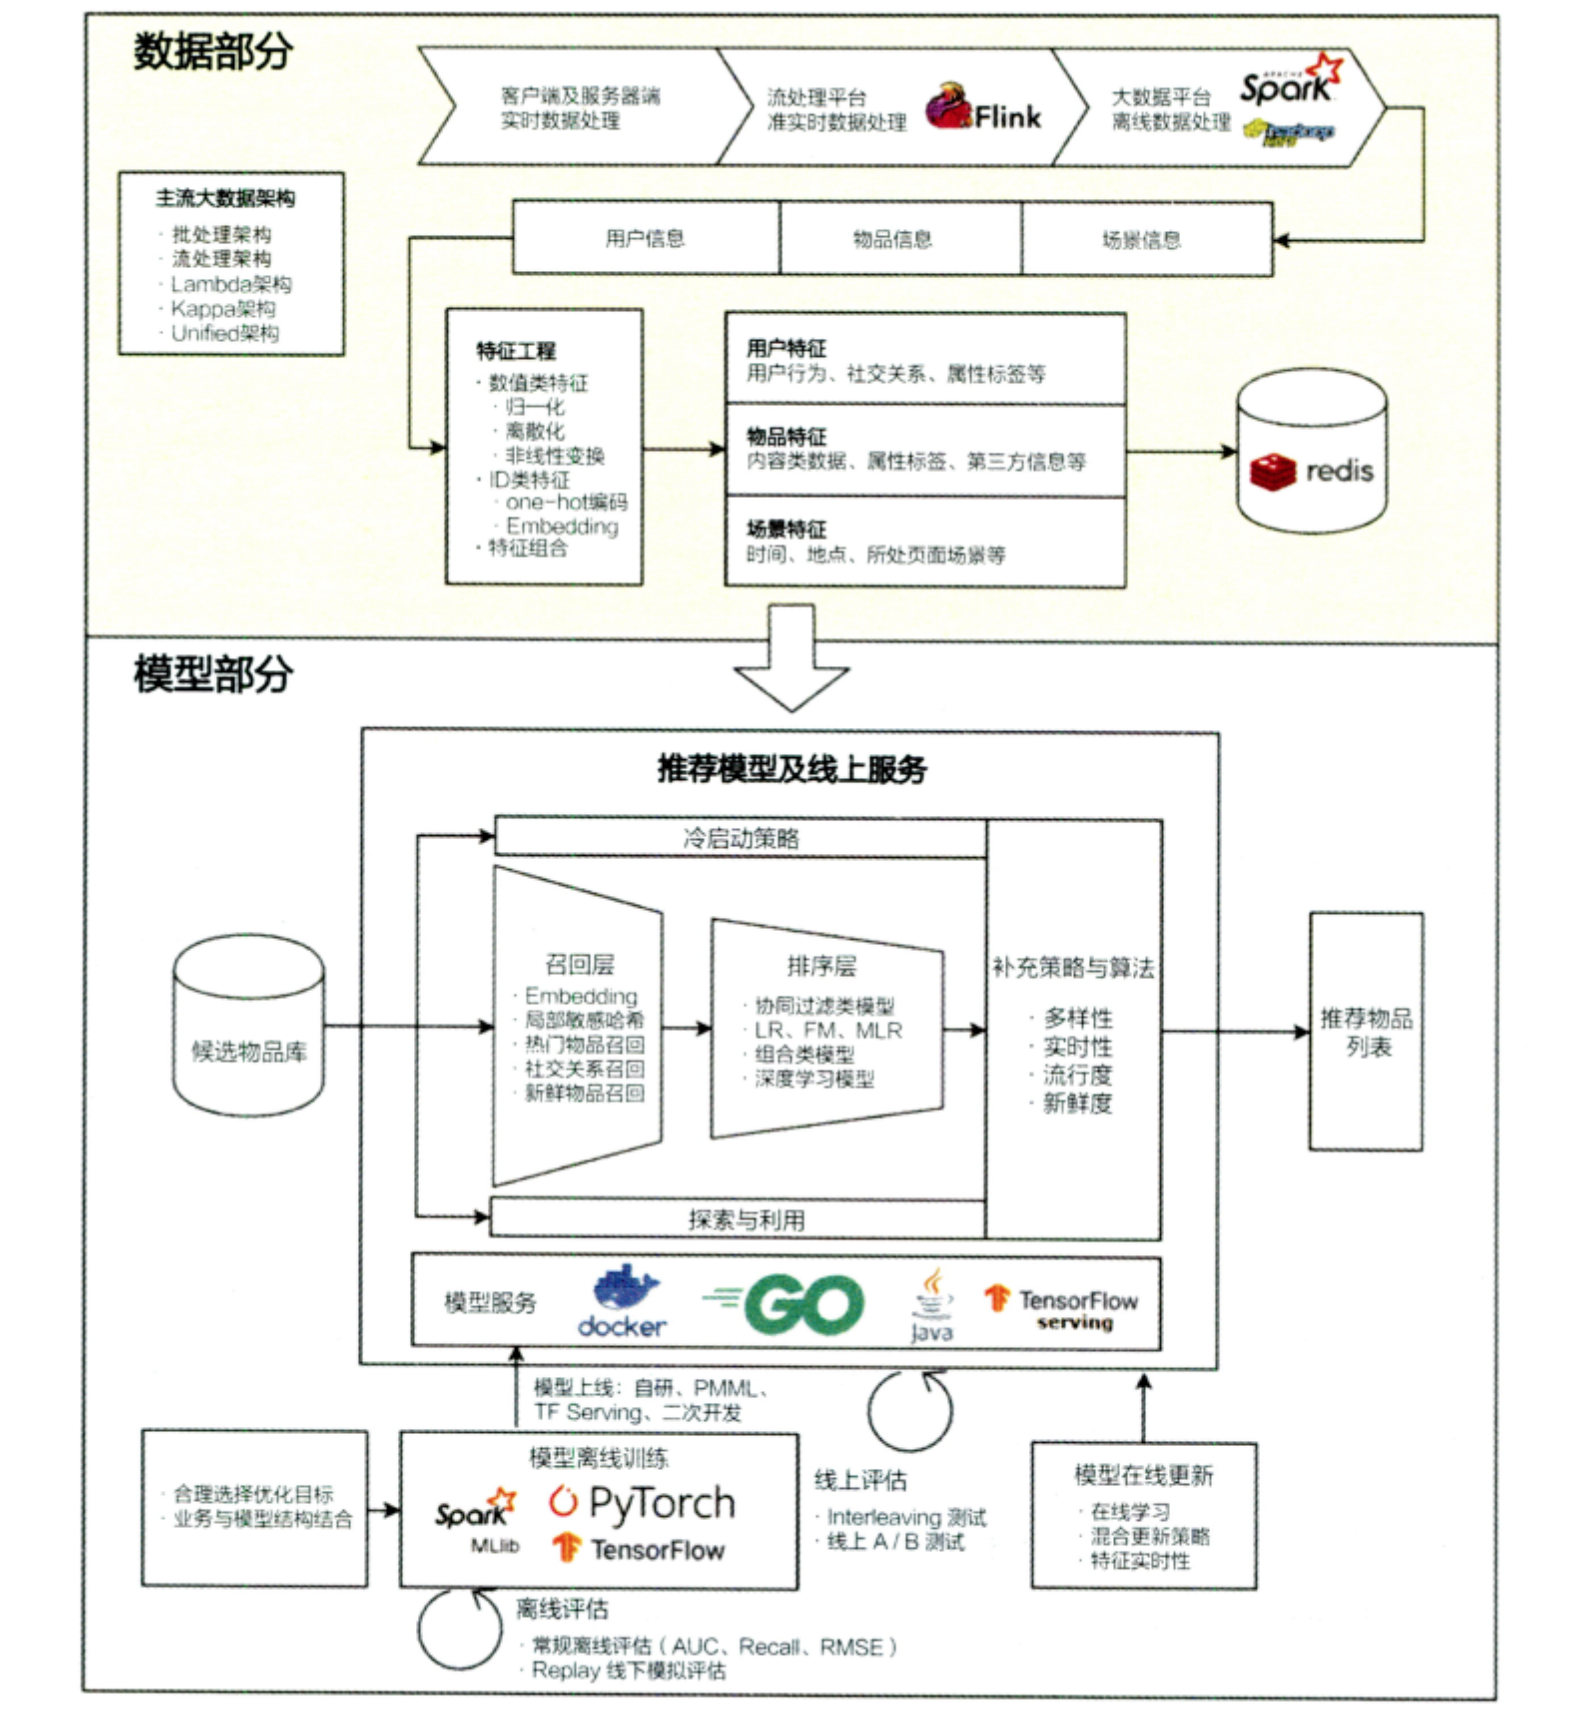 数据部分
客户端及服务器端
实时数据处理
流处理平台
准实时数据处理
Flink
大数据平台
离线数据处理
APACHE
Spark
hadoop
主流大数据架构
· 批处理架构
· 流处理架构
· Lambda架构
· Kappa架构
· Unified架构
用户信息
物品信息
场景信息
特征工程
· 数值类特征
· 归一化
· 离散化
· 非线性变换
· ID类特征
· one-hot编码
· Embedding
· 特征组合
用户特征
用户行为、社交关系、属性标签等
物品特征
内容类数据、属性标签、第三方信息等
场景特征
时间、地点、所处页面场景等
redis
模型部分
推荐模型及线上服务
冷启动策略
候选物品库
召回层
· Embedding
· 局部敏感哈希
· 热门物品召回
· 社交关系召回
· 新鲜物品召回
排序层
· 协同过滤类模型
· LR、FM、MLR
· 组合类模型
· 深度学习模型
补充策略与算法
· 多样性
· 实时性
· 流行度
· 新鲜度
推荐物品
列表
探索与利用
模型服务
docker
GO
Java
TensorFlow
serving
模型上线：自研、PMML、
TF Serving、二次开发
· 合理选择优化目标
· 业务与模型结构结合
模型离线训练
Spark
MLlib
PyTorch
TensorFlow
线上评估
· Interleaving 测试
· 线上 A / B 测试
模型在线更新
· 在线学习
· 混合更新策略
· 特征实时性
离线评估
· 常规离线评估（AUC、Recall、RMSE）
· Replay 线下模拟评估